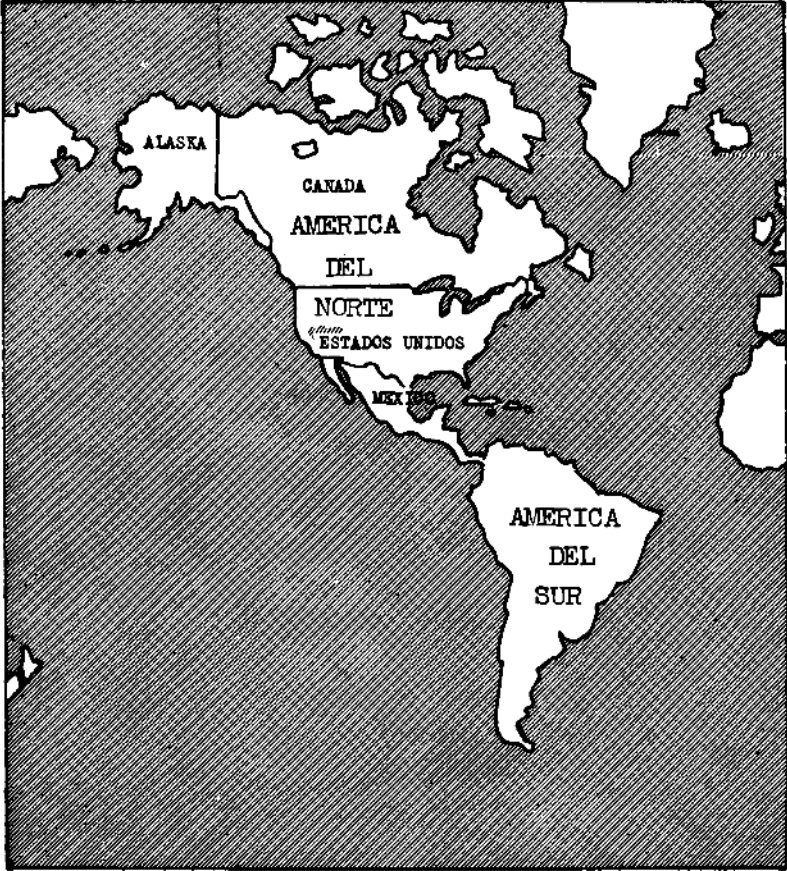 ALASKA
CANADA
AMERICA
DEL
NORTE
ESTADOS UNIDOS
MEXICO
AMERICA
DEL
SUR